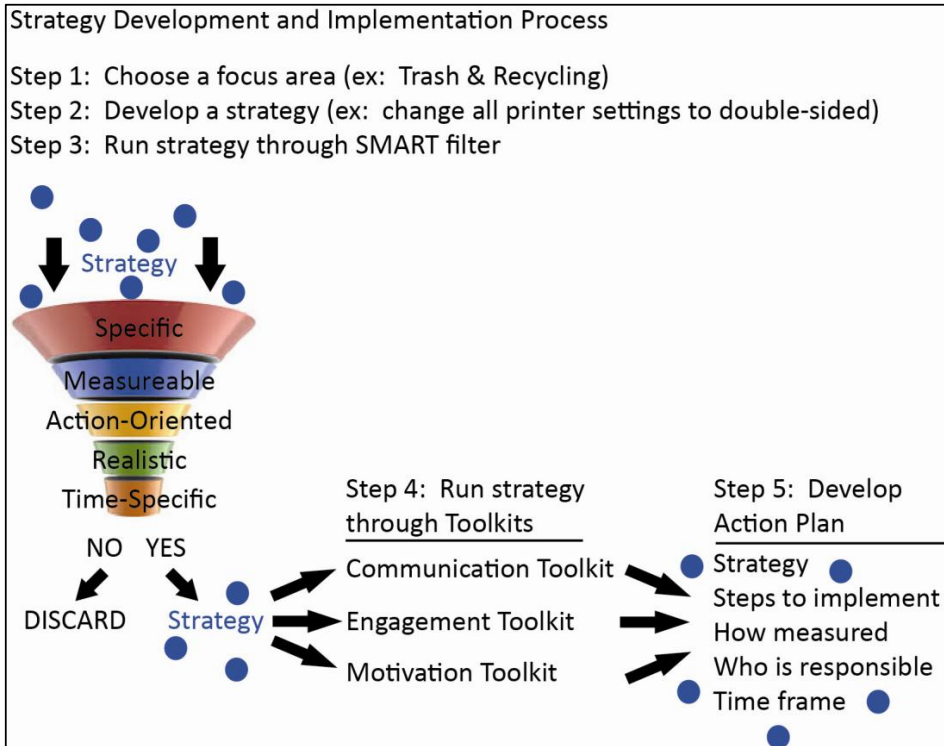 Strategy Development and Implementation Process
Step 1: Choose a focus area (ex: Trash & Recycling)
Step 2: Develop a strategy (ex: change all printer settings to double-sided)
Step 3: Run strategy through SMART filter
Strategy
Specific
Measureable
Action-Oriented
Realistic
Time-Specific
NO YES
DISCARD
Strategy
Step 4: Run strategy
through Toolkits
Communication Toolkit
Engagement Toolkit
Motivation Toolkit
Step 5: Develop
Action Plan
Strategy
Steps to implement
How measured
Who is responsible
Time frame